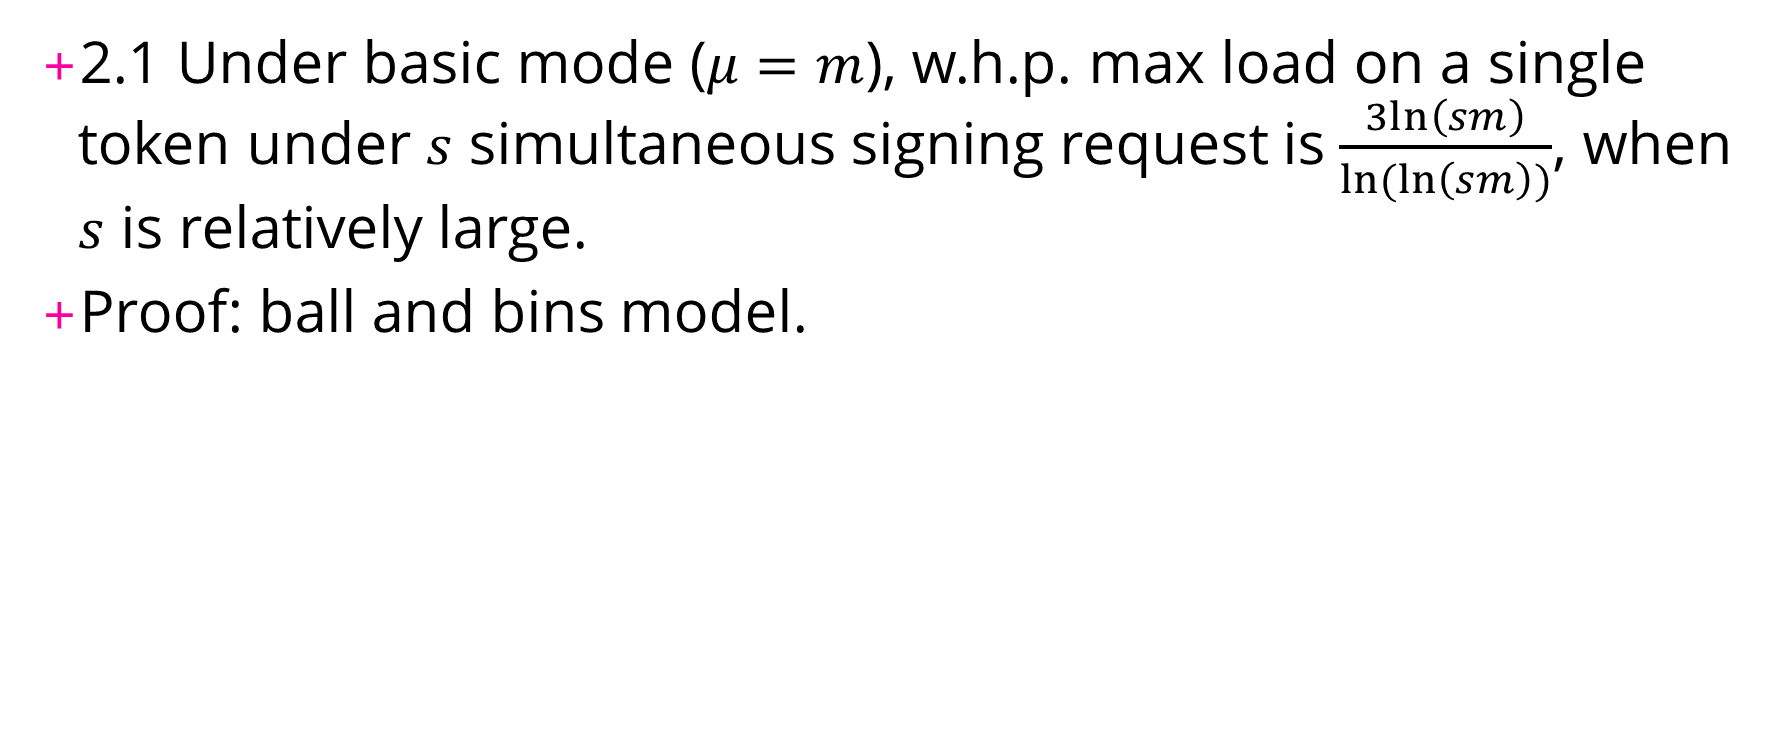 +2.1 Under basic mode (μ = m), w.h.p. max load on a single
token under s simultaneous signing request is 3ln(sm)/ln(ln(sm)), when
s is relatively large.
+Proof: ball and bins model.